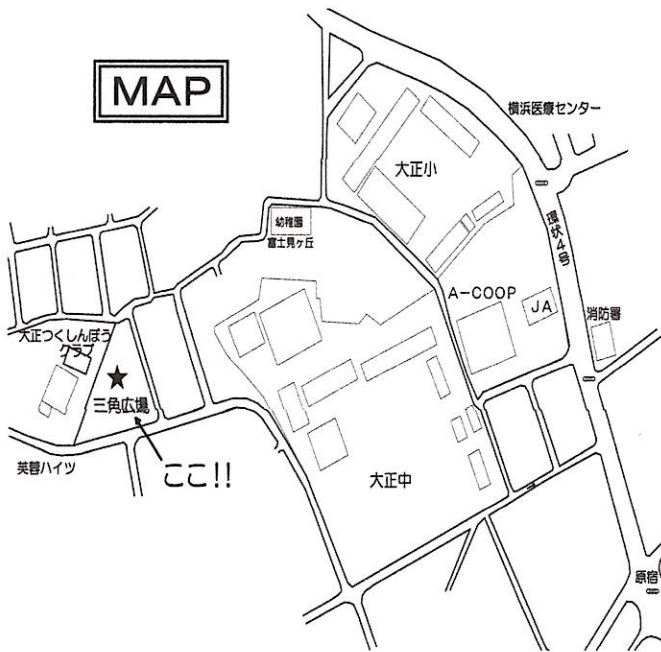 MAP
横浜医療センター
大正小
環状4号
幼稚園
富士見ヶ丘
A-COOP
JA
消防署
大正つくしんぼう
クラブ
三角広場
芙蓉ハイツ
ここ!!
大正中
原宿